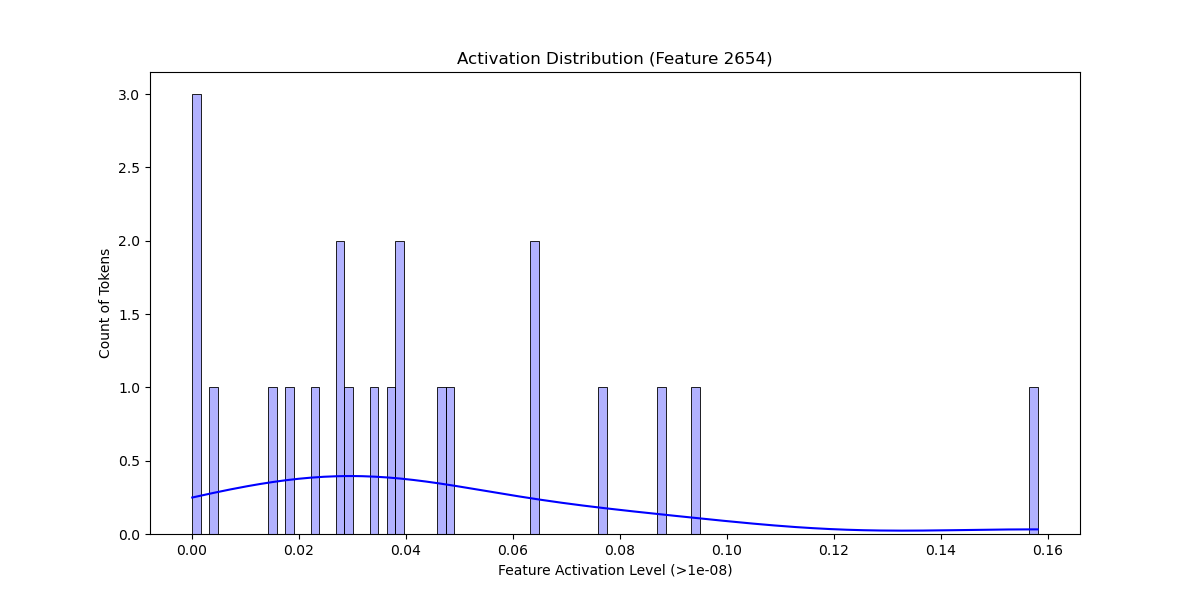 Activation Distribution (Feature 2654)
3.0
2.5
2.0
1.5
1.0
0.5
0.0
Count of Tokens
0.00 0.02 0.04 0.06 0.08 0.10 0.12 0.14 0.16
Feature Activation Level (>1e-08)